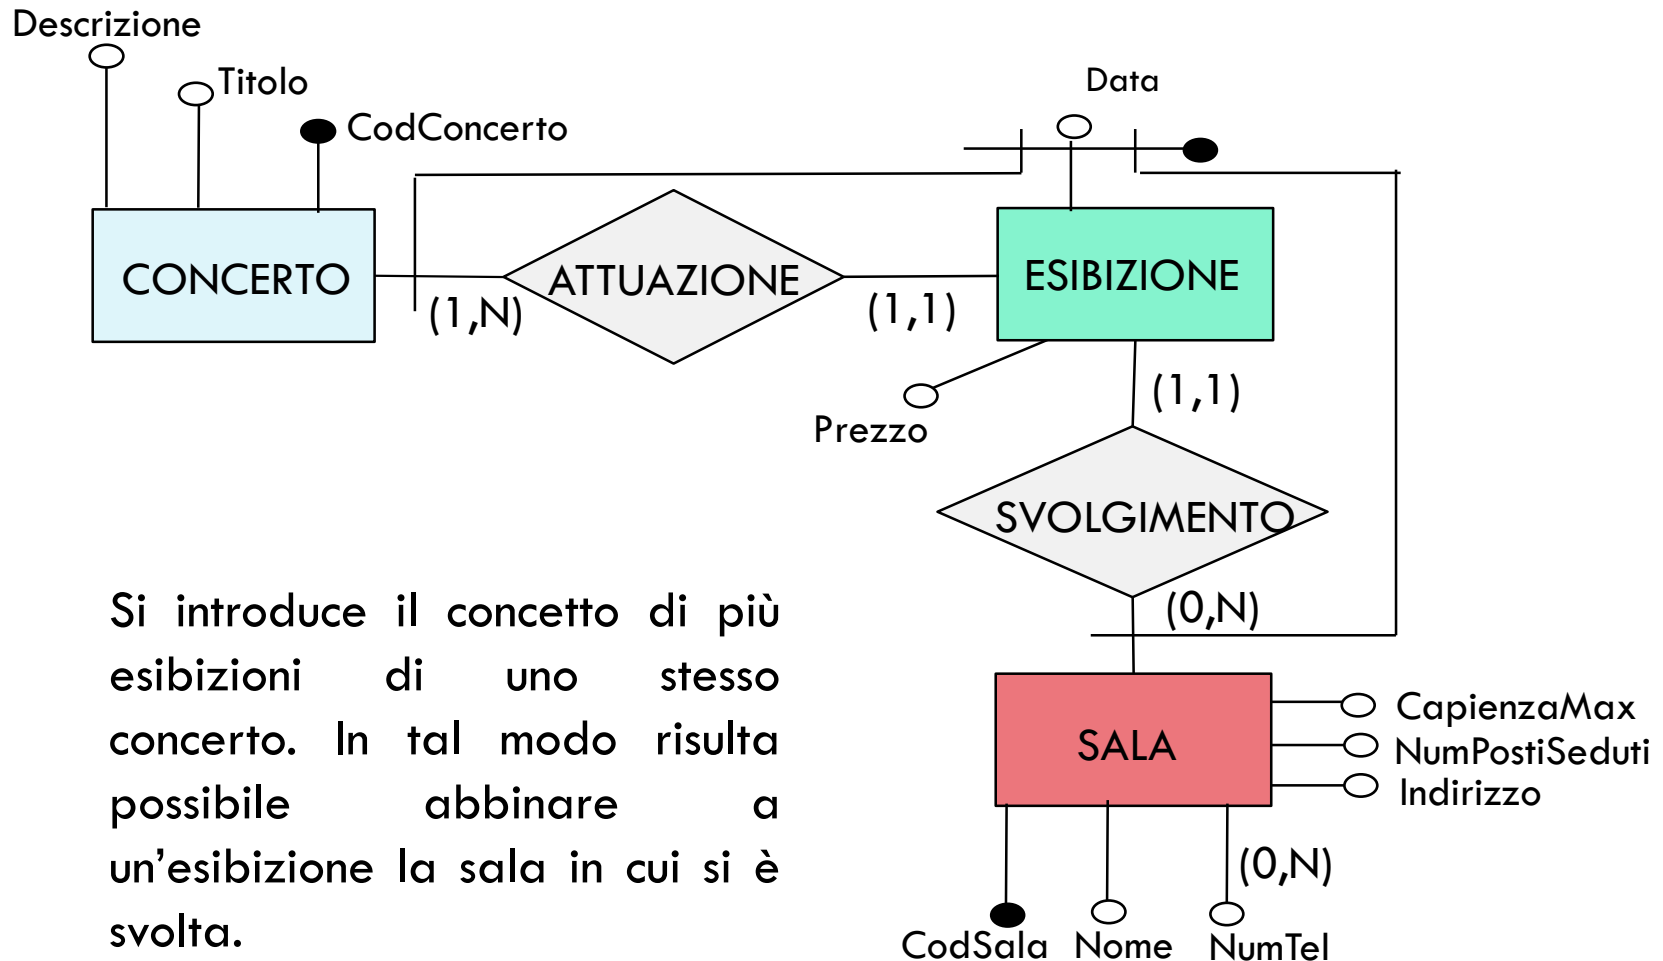 Descrizione
Titolo
CodConcerto
Data
CONCERTO
ATTUAZIONE
ESIBIZIONE
(1,N)
(1,1)
Prezzo
(1,1)
SVOLGIMENTO
(0,N)
SALA
CapienzaMax
NumPostiSeduti
Indirizzo
(0,N)
CodSala
Nome
NumTel
Si introduce il concetto di più
esibizioni di uno stesso
concerto. In tal modo risulta
possibile abbinare a
un’esibizione la sala in cui si è
svolta.